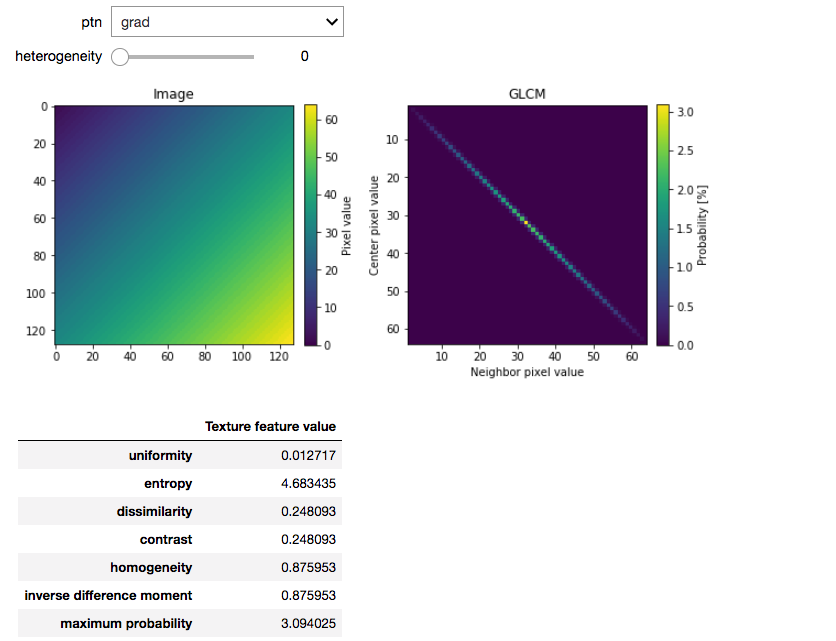 ptn grad
heterogeneity 0
Image
0
20
40
60
80
100
120
0 20 40 60 80 100 120
60
50
40
30
20
10
0
Pixel value
GLCM
10
20
30
40
50
60
Center pixel value
10 20 30 40 50 60
Neighbor pixel value
3.0
2.5
2.0
1.5
1.0
0.5
0.0
Probability [%]
Texture feature value
uniformity 0.012717
entropy 4.683435
dissimilarity 0.248093
contrast 0.248093
homogeneity 0.875953
inverse difference moment 0.875953
maximum probability 3.094025